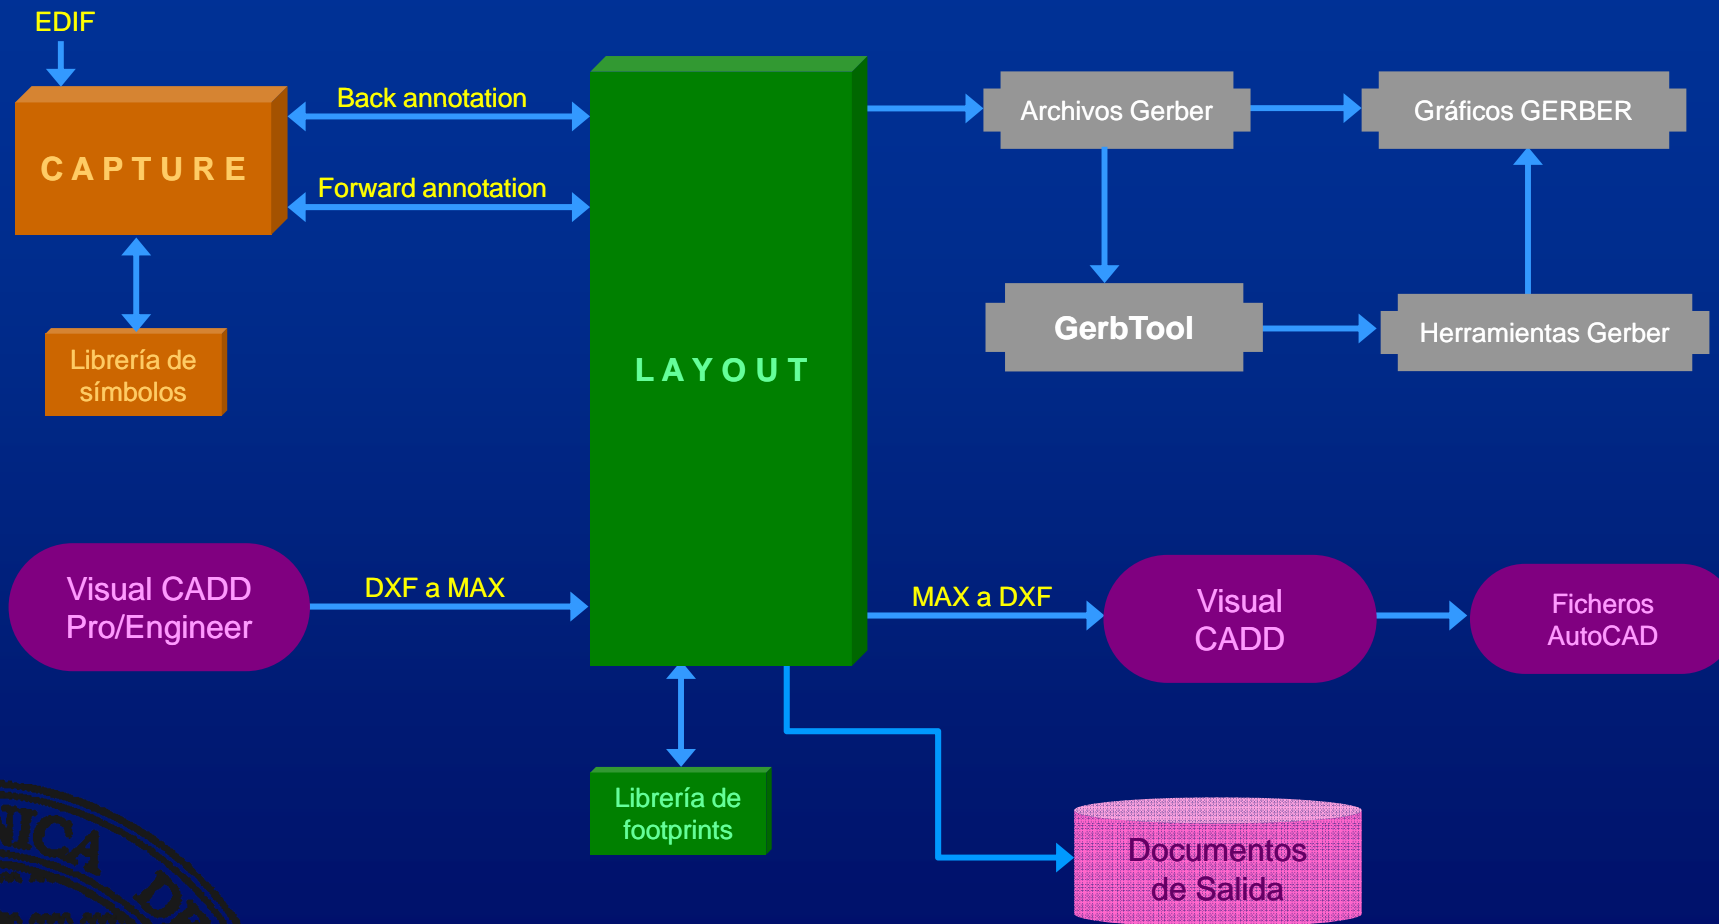 EDIF
CAPTURE
Back annotation
Forward annotation
Librería de
símbolos
LAYOUT
Archivos Gerber
Gráficos GERBER
GerbTool
Herramientas Gerber
Visual CADD
Pro/Engineer
DXF a MAX
MAX a DXF
Visual
CADD
Ficheros
AutoCAD
Librería de
footprints
Documentos
de Salida